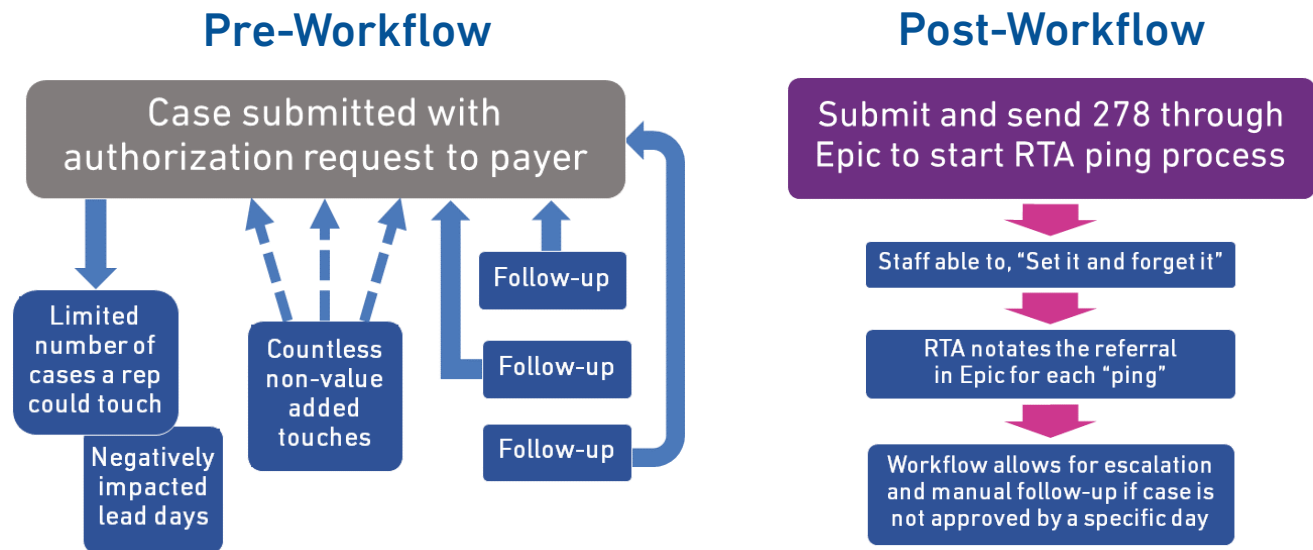 Pre-Workflow
Case submitted with
authorization request to payer
Limited
number of
cases a rep
could touch
Negatively
impacted
lead days
Countless
non-value
added
touches
Follow-up
Follow-up
Follow-up
Post-Workflow
Submit and send 278 through
Epic to start RTA ping process
Staff able to, “Set it and forget it”
RTA notates the referral
in Epic for each “ping”
Workflow allows for escalation
and manual follow-up if case is
not approved by a specific day